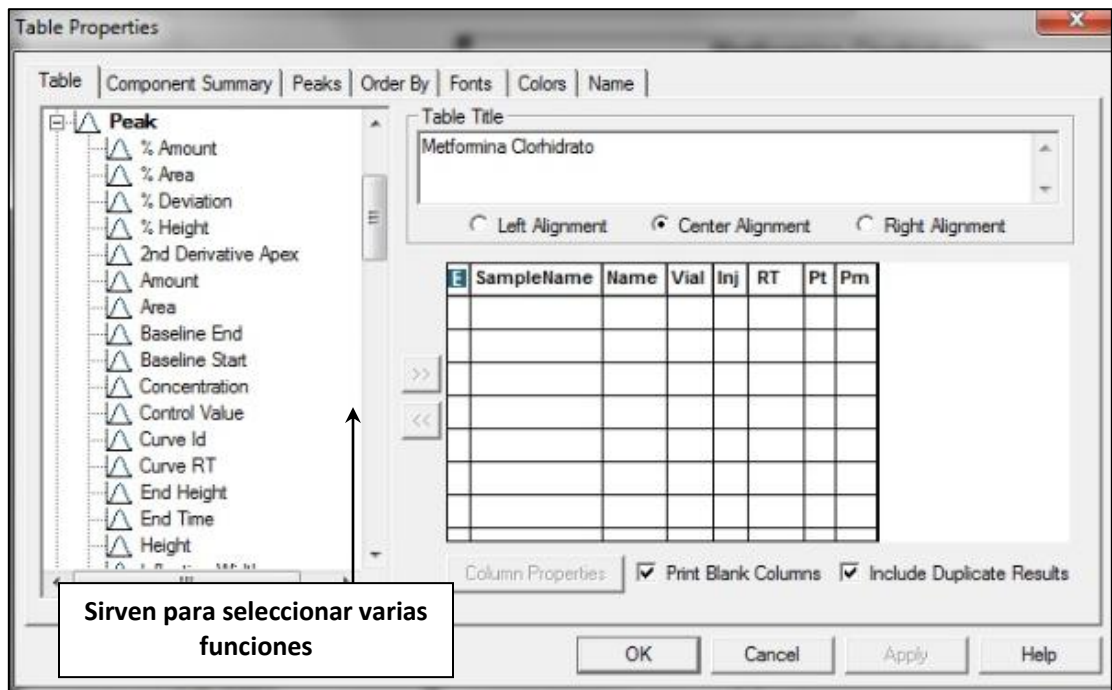 Table Properties
Table
Component Summary
Peaks
Order By
Fonts
Colors
Name
Peak
% Amount
% Area
% Deviation
% Height
2nd Derivative Apex
Amount
Area
Baseline End
Baseline Start
Concentration
Control Value
Curve Id
Curve RT
End Height
End Time
Height
Table Title
Metformina Clorhidrato
Left Alignment
Center Alignment
Right Alignment
E SampleName Name Vial Inj RT Pt Pm
>>
<<
Column Properties
Print Blank Columns
Include Duplicate Results
Sirven para seleccionar varias
funciones
OK
Cancel
Apply
Help